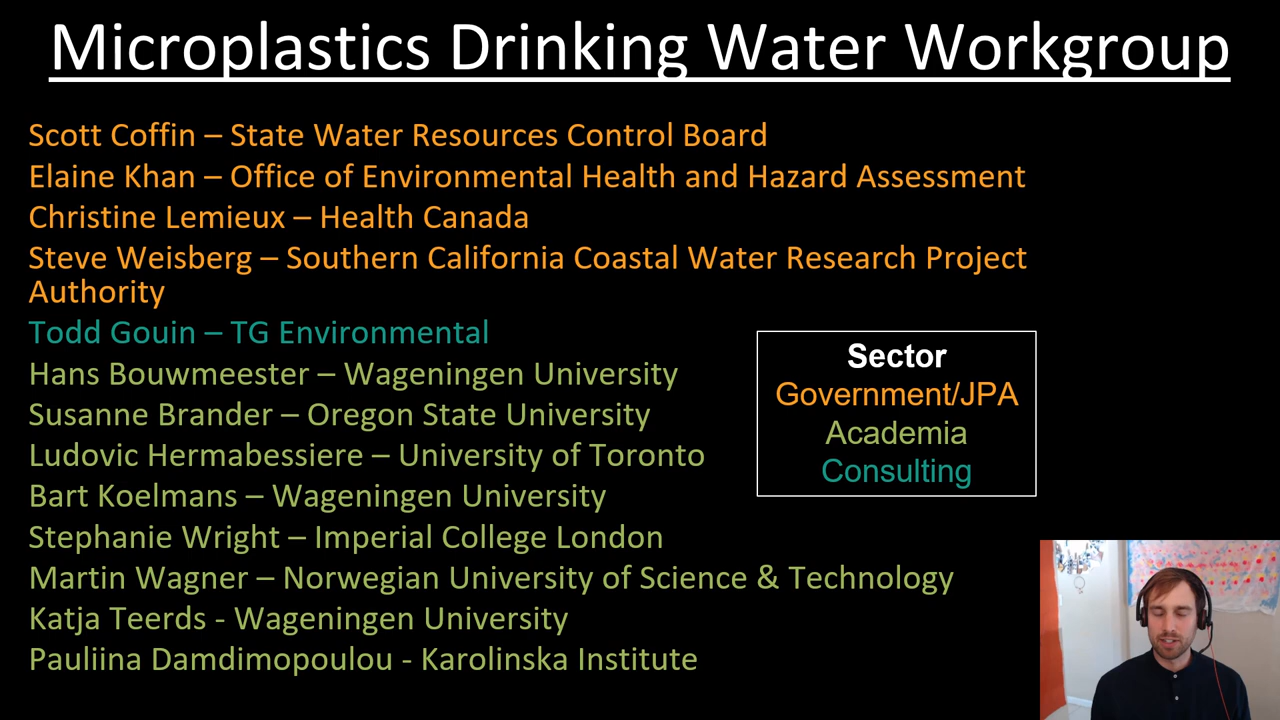 Microplastics Drinking Water Workgroup
Scott Coffin – State Water Resources Control Board
Elaine Khan – Office of Environmental Health and Hazard Assessment
Christine Lemieux – Health Canada
Steve Weisberg – Southern California Coastal Water Research Project
Authority
Todd Gouin – TG Environmental
Hans Bouwmeester – Wageningen University
Susanne Brander – Oregon State University
Ludovic Hermabessiere – University of Toronto
Bart Koelmans – Wageningen University
Stephanie Wright – Imperial College London
Martin Wagner – Norwegian University of Science & Technology
Katja Teerds - Wageningen University
Pauliina Damdimopoulou - Karolinska Institute
Sector
Government/JPA
Academia
Consulting